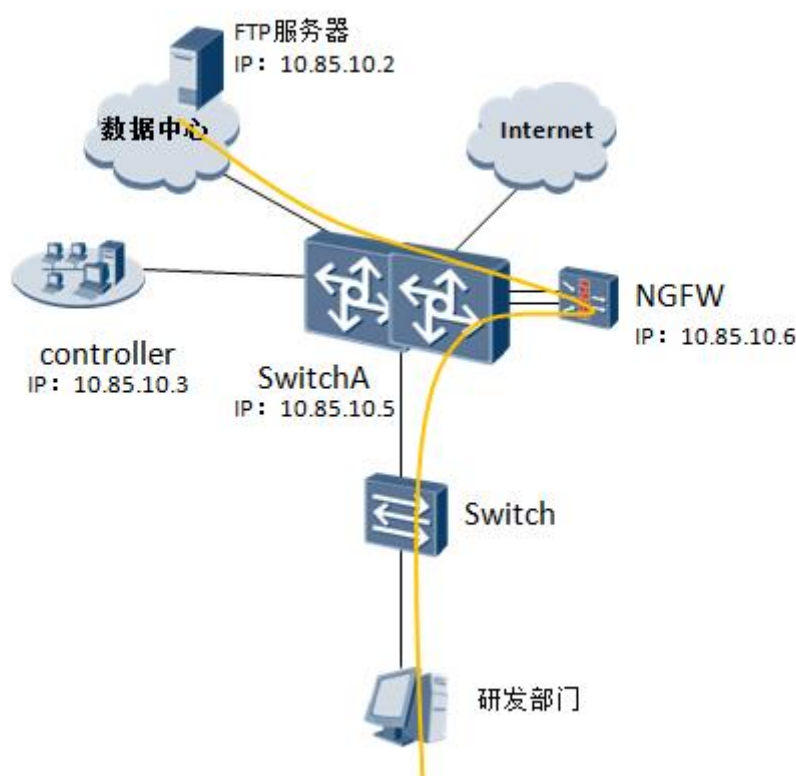 FTP服务器
IP：10.85.10.2
数据中心
Internet
NGFW
IP：10.85.10.6
controller
IP：10.85.10.3
SwitchA
IP：10.85.10.5
Switch
研发部门